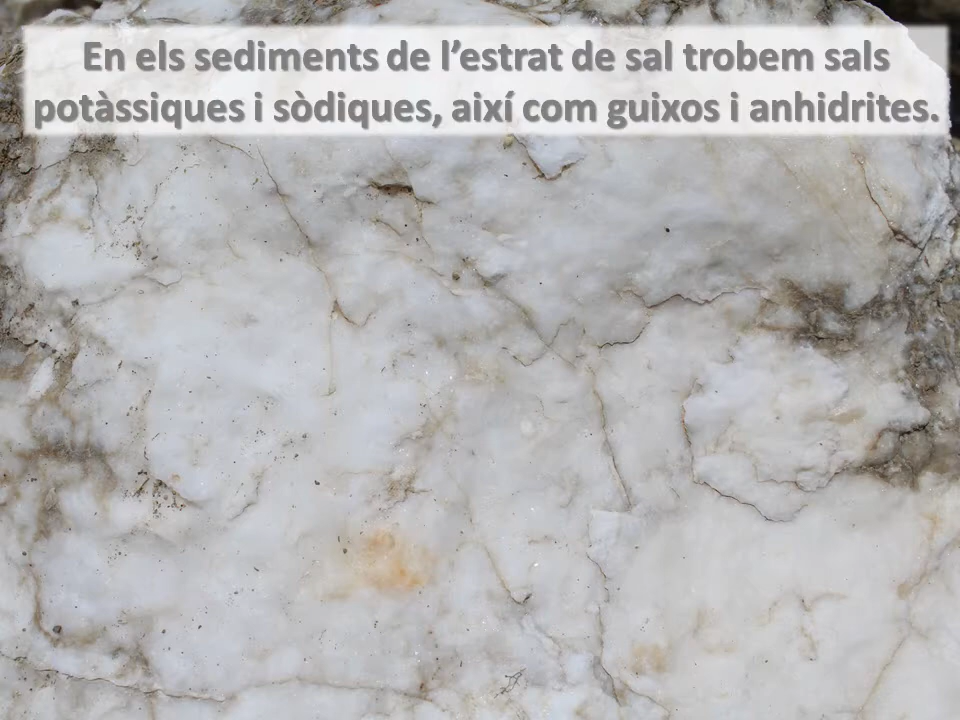 En els sediments de l’estrat de sal trobem sals
potàssiques i sòdiques, així com guixos i anhidrites.